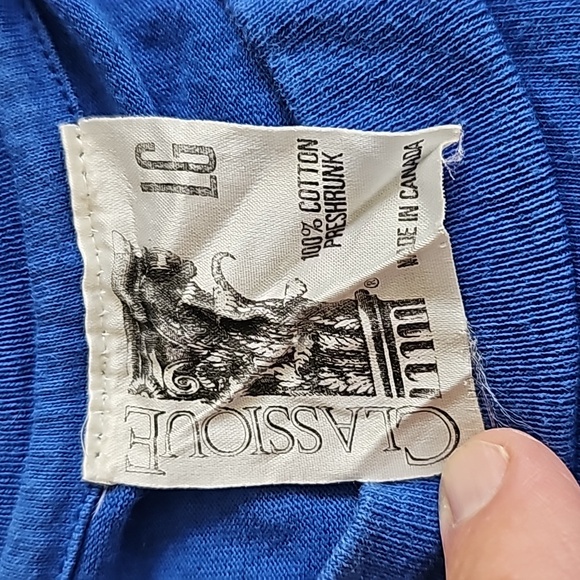 CLASSIQUE
®
LG
100% COTTON
PRESHRUNK
MADE IN CANADA